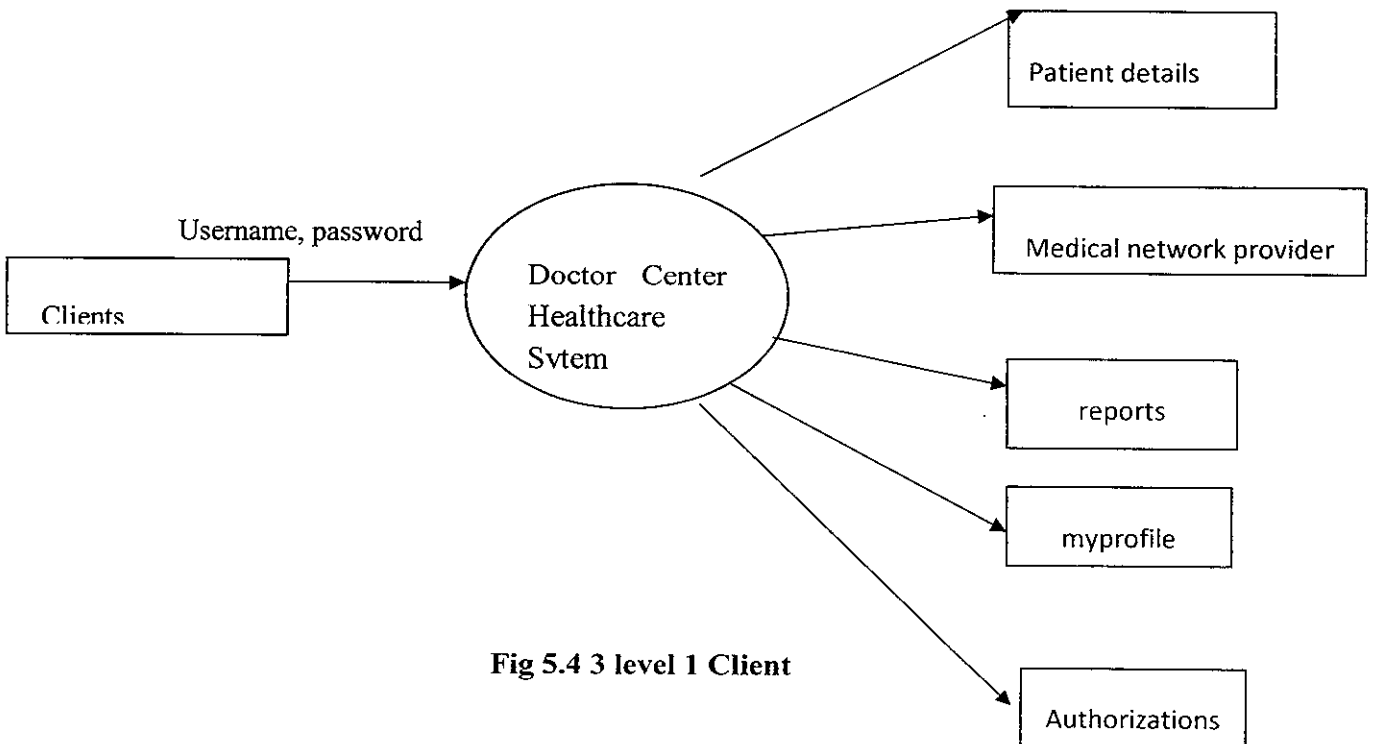 Patient details
Username, password
Medical network provider
Clients
Doctor Center
Healthcare
Svtem
reports
myprofile
Fig 5.4 3 level 1 Client
Authorizations